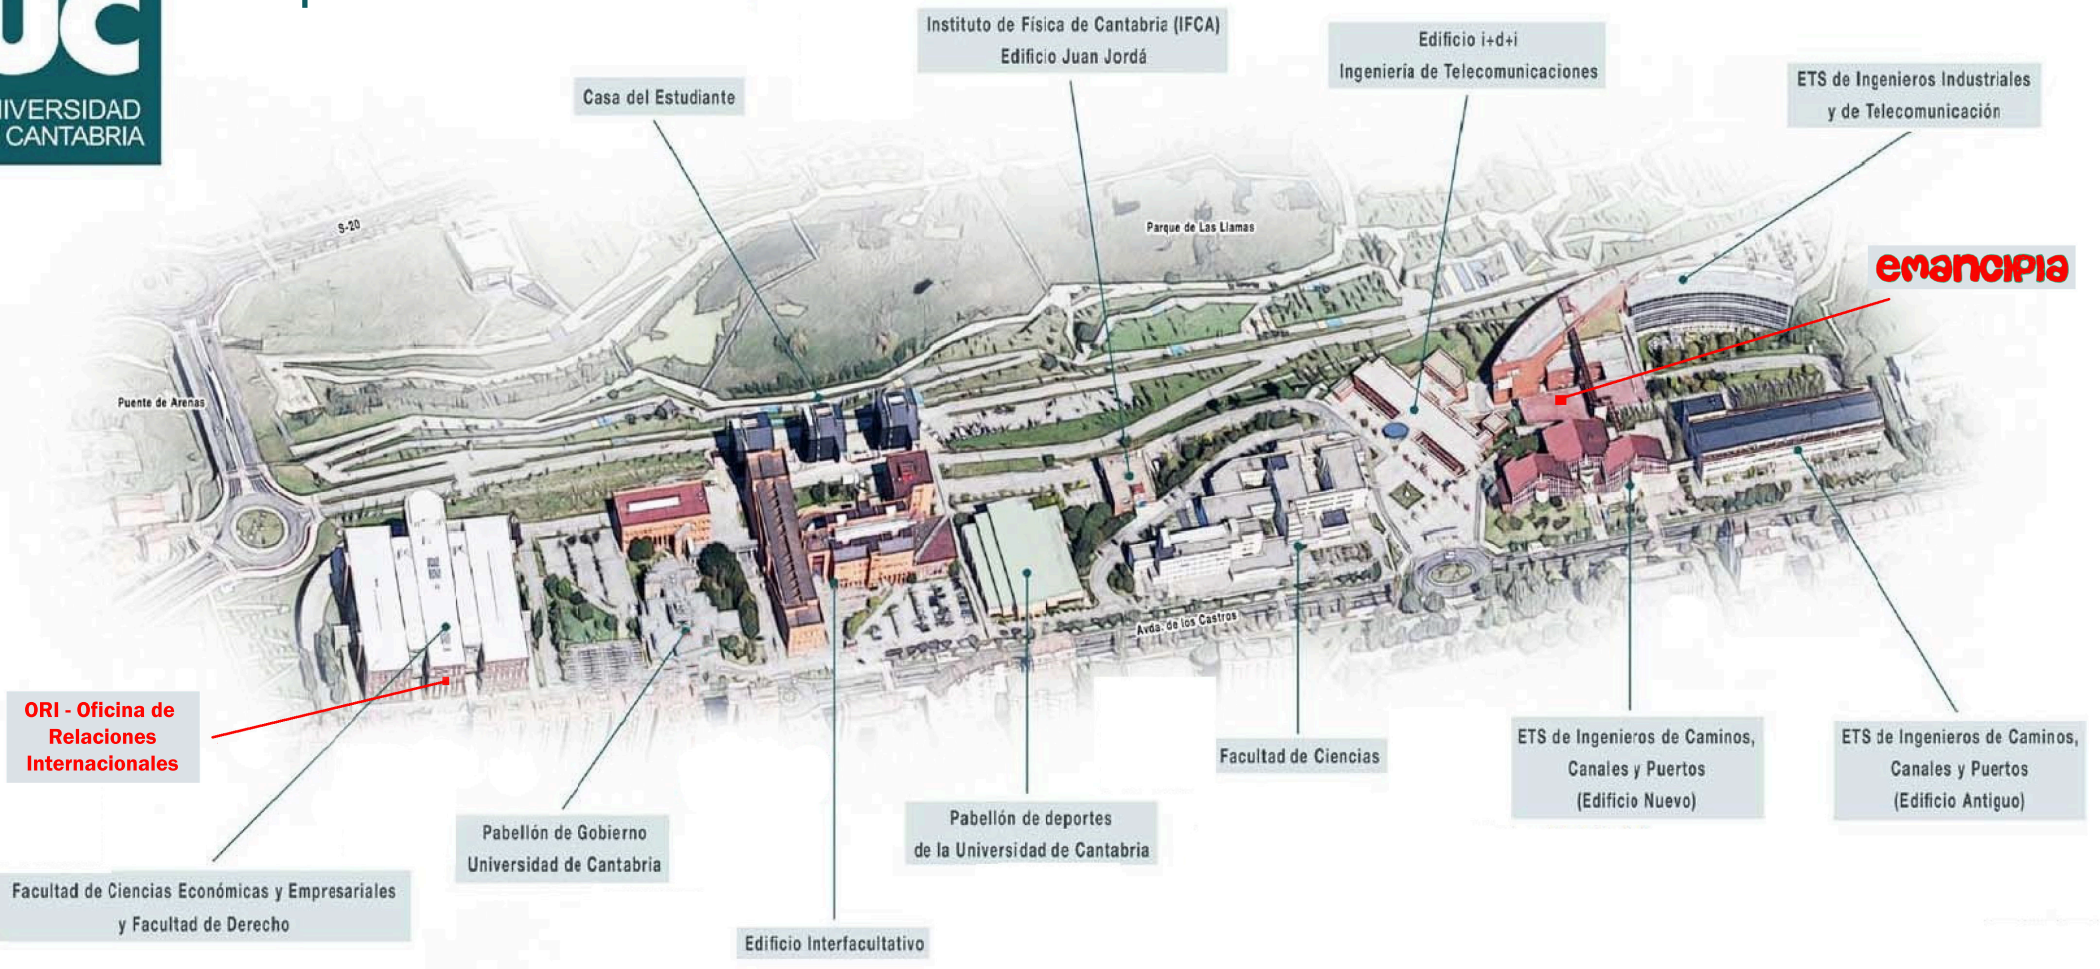 UC
UNIVERSIDAD
CANTABRIA
Instituto de Física de Cantabria (IFCA)
Edificio Juan Jordá
Edificio i+d+i
Ingeniería de Telecomunicaciones
ETS de Ingenieros Industriales
y de Telecomunicación
Casa del Estudiante
S-20
Parque de Las Llamas
emancipia
Puente de Arenas
Avda. de los Castros
ORI - Oficina de
Relaciones
Internacionales
Facultad de Ciencias
ETS de Ingenieros de Caminos,
Canales y Puertos
(Edificio Nuevo)
ETS de Ingenieros de Caminos,
Canales y Puertos
(Edificio Antiguo)
Pabellón de Gobierno
Universidad de Cantabria
Pabellón de deportes
de la Universidad de Cantabria
Facultad de Ciencias Económicas y Empresariales
y Facultad de Derecho
Edificio Interfacultativo